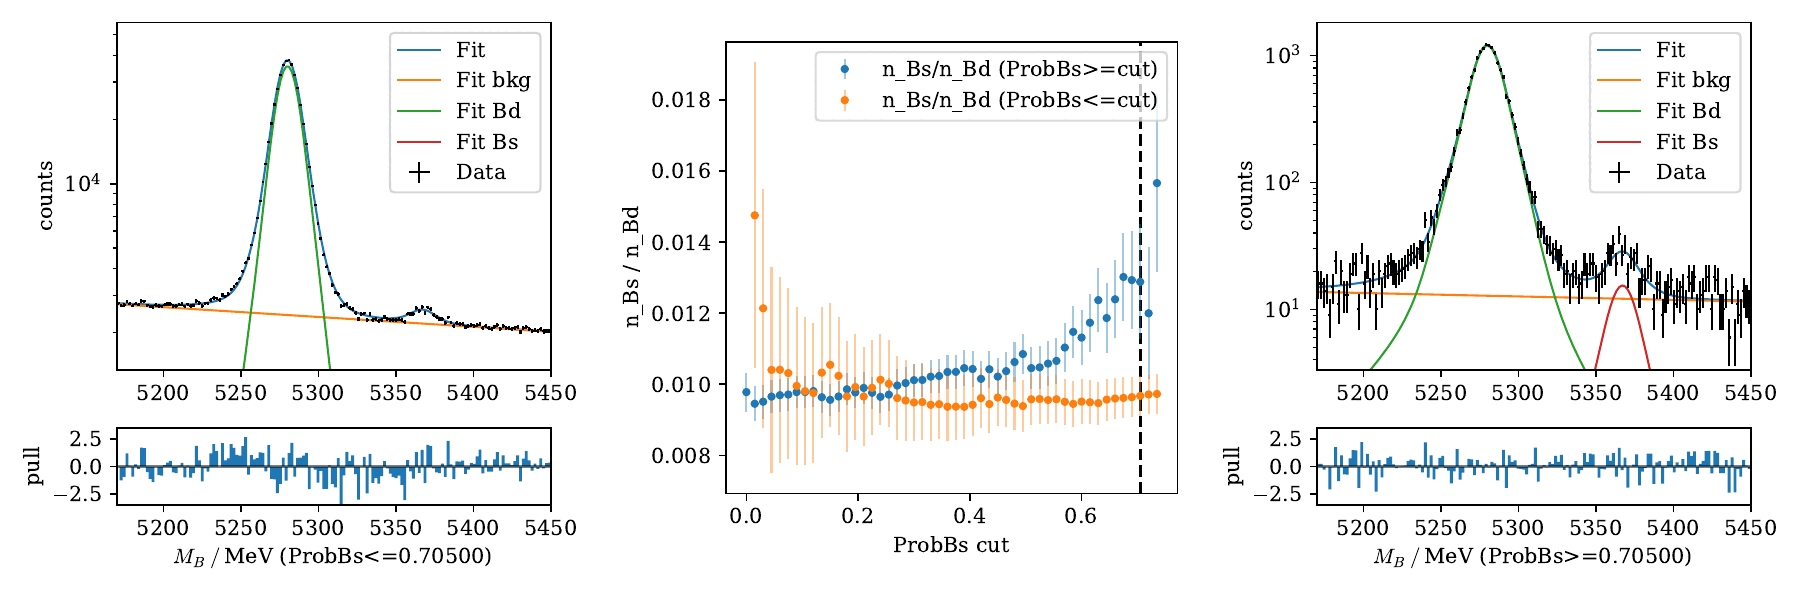 Fit
Fit bkg
Fit Bd
Fit Bs
Data
counts
10^4
5200 5250 5300 5350 5400 5450
pull
2.5
0.0
−2.5
5200 5250 5300 5350 5400 5450
M_B / MeV (ProbBs<=0.70500)
n_Bs/n_Bd (ProbBs>=cut)
n_Bs/n_Bd (ProbBs<=cut)
n_Bs / n_Bd
0.018
0.016
0.014
0.012
0.010
0.008
0.0 0.2 0.4 0.6
ProbBs cut
Fit
Fit bkg
Fit Bd
Fit Bs
Data
counts
10^3
10^2
10^1
5200 5250 5300 5350 5400 5450
pull
2.5
0.0
−2.5
5200 5250 5300 5350 5400 5450
M_B / MeV (ProbBs>=0.70500)